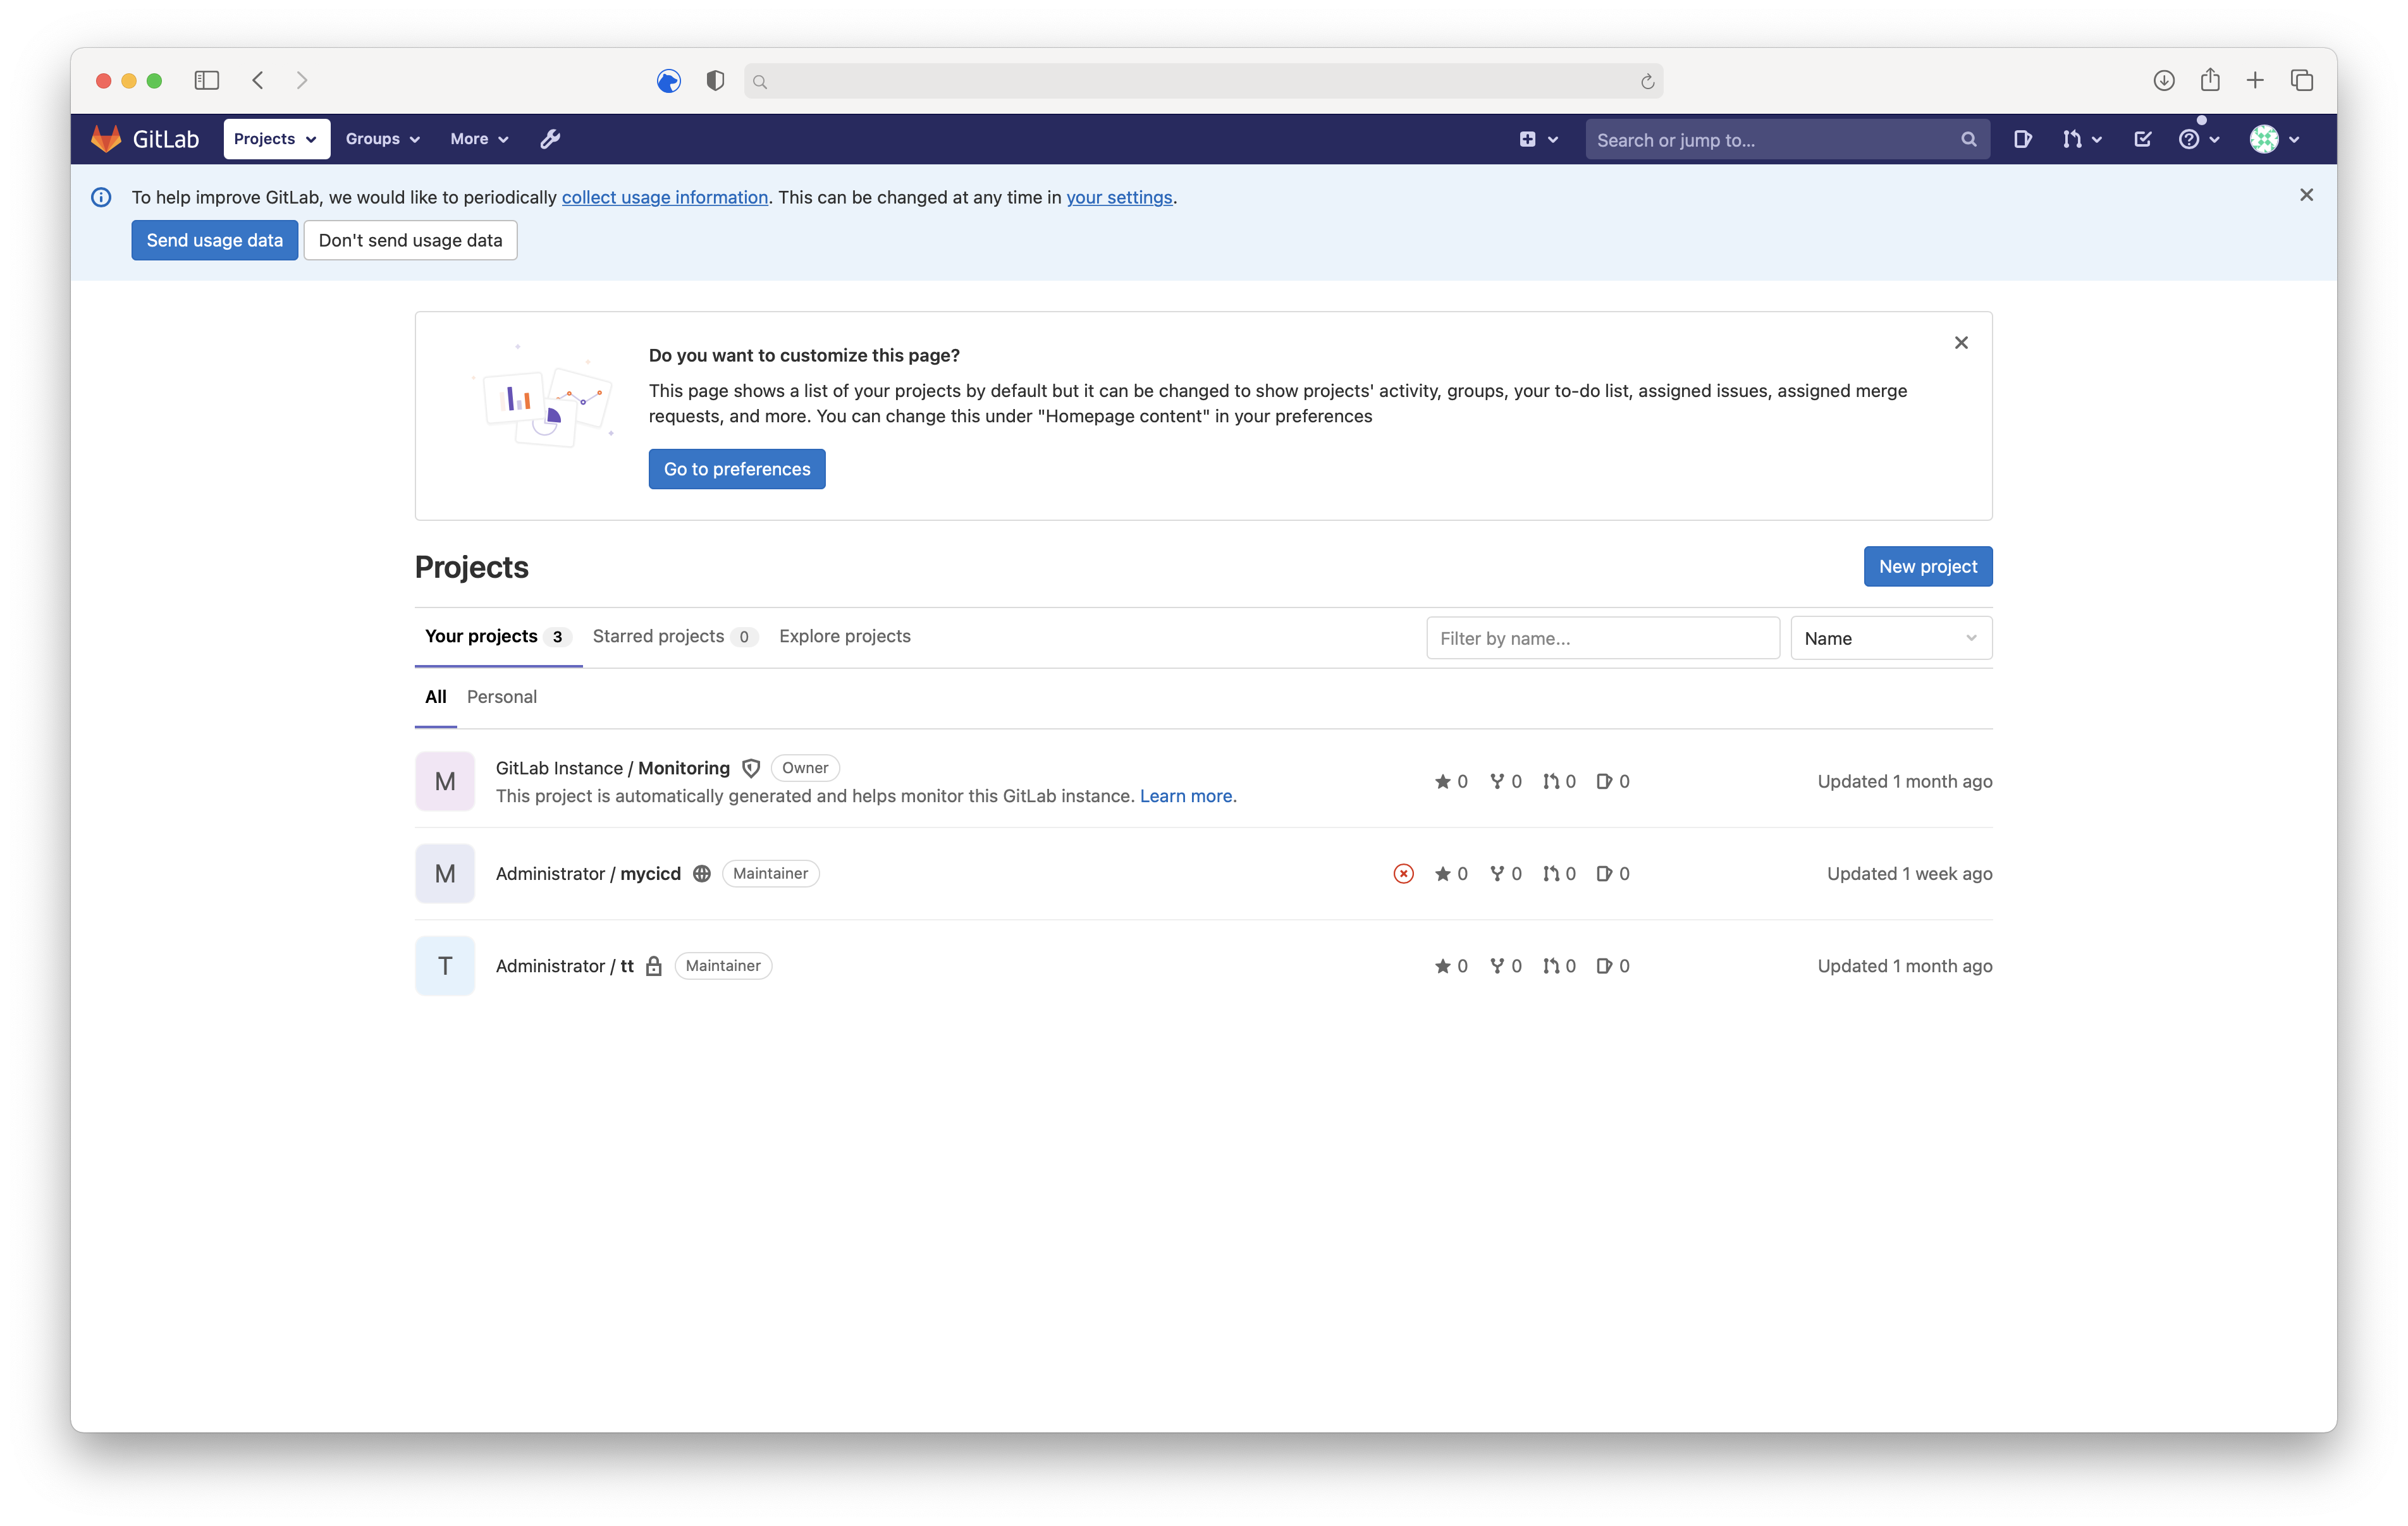 GitLab Projects Groups More Search or jump to...
To help improve GitLab, we would like to periodically collect usage information. This can be changed at any time in your settings.
Send usage data Don't send usage data
Do you want to customize this page?
This page shows a list of your projects by default but it can be changed to show projects' activity, groups, your to-do list, assigned issues, assigned merge
requests, and more. You can change this under "Homepage content" in your preferences
Go to preferences
Projects New project
Your projects 3 Starred projects 0 Explore projects Filter by name... Name
All Personal
M GitLab Instance / Monitoring Owner 0 0 0 0 Updated 1 month ago
This project is automatically generated and helps monitor this GitLab instance. Learn more.
M Administrator / mycicd Maintainer 0 0 0 0 Updated 1 week ago
T Administrator / tt Maintainer 0 0 0 0 Updated 1 month ago